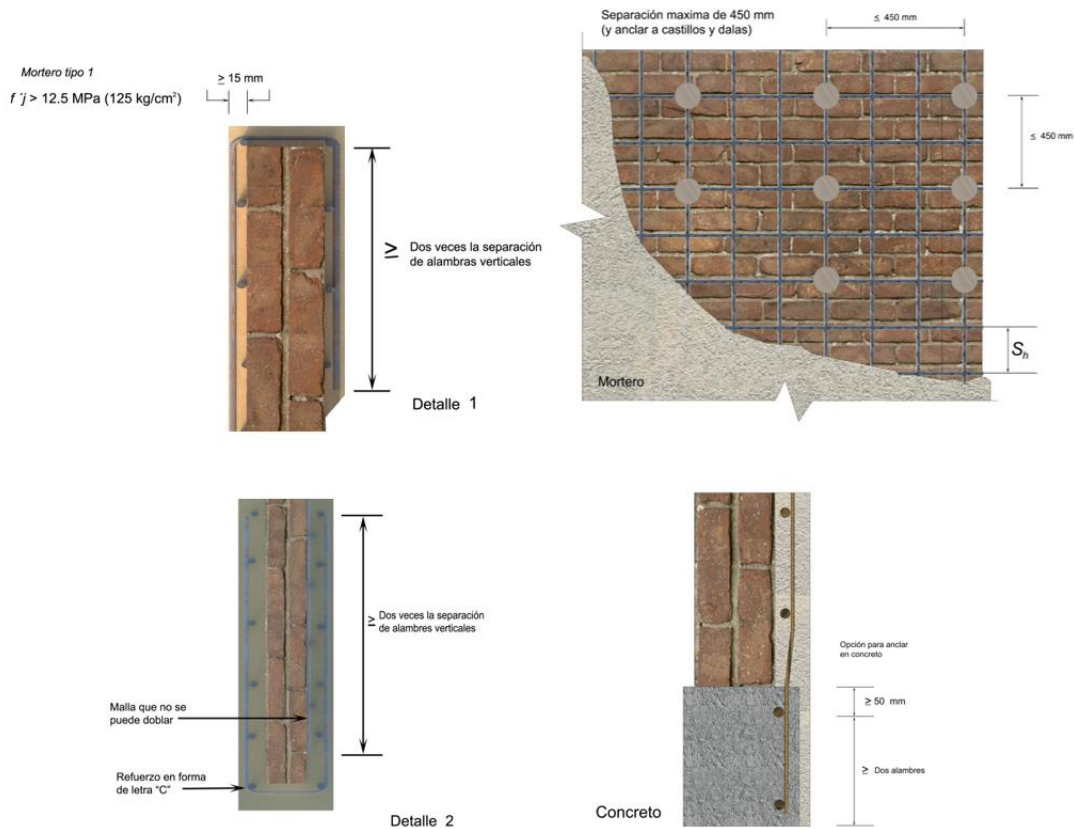 Mortero tipo 1
f ´j > 12.5 MPa (125 kg/cm²)
≥ 15 mm
≥ Dos veces la separación
de alambras verticales
Detalle 1
Separación maxima de 450 mm
(y anclar a castillos y dalas)
≤ 450 mm
≤ 450 mm
Sh
Mortero
≥ Dos veces la separación
de alambres verticales
Malla que no se
puede doblar
Refuerzo en forma
de letra “C”
Detalle 2
Opción para anclar
en concreto
≥ 50 mm
≥ Dos alambres
Concreto